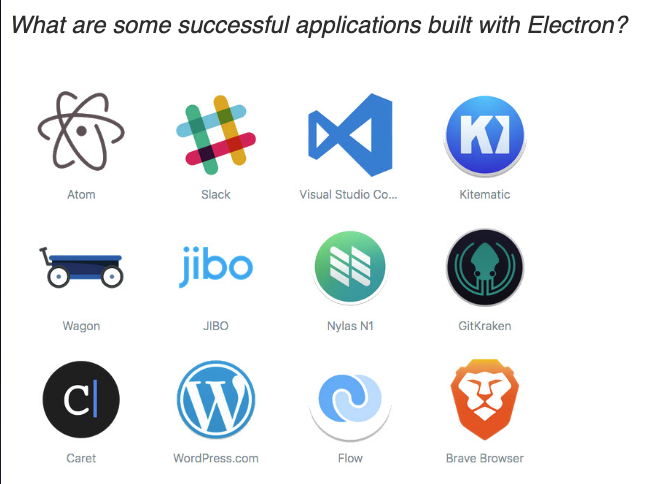 What are some successful applications built with Electron?
KI
Atom
Slack
Visual Studio Co...
Kitematic
jibo
Wagon
JIBO
Nylas N1
GitKraken
C|
W
Caret
WordPress.com
Flow
Brave Browser